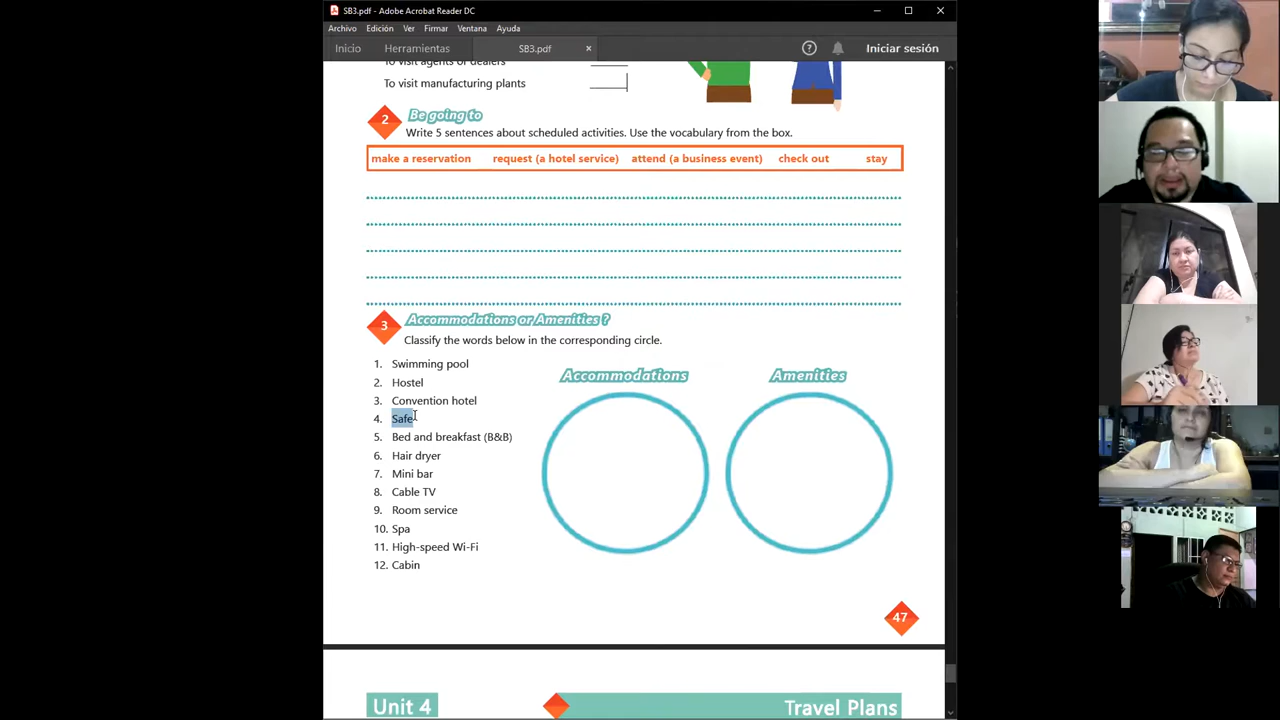 SB3.pdf - Adobe Acrobat Reader DC
Archivo Edición Ver Firmar Ventana Ayuda
Inicio Herramientas SB3.pdf × ? Iniciar sesión
To visit agents or dealers
To visit manufacturing plants
2 Be going to
Write 5 sentences about scheduled activities. Use the vocabulary from the box.
make a reservation request (a hotel service) attend (a business event) check out stay
3 Accommodations or Amenities ?
Classify the words below in the corresponding circle.
1. Swimming pool
2. Hostel
3. Convention hotel
4. Safe
5. Bed and breakfast (B&B)
6. Hair dryer
7. Mini bar
8. Cable TV
9. Room service
10. Spa
11. High-speed Wi-Fi
12. Cabin
Accommodations Amenities
47
Unit 4 Travel Plans